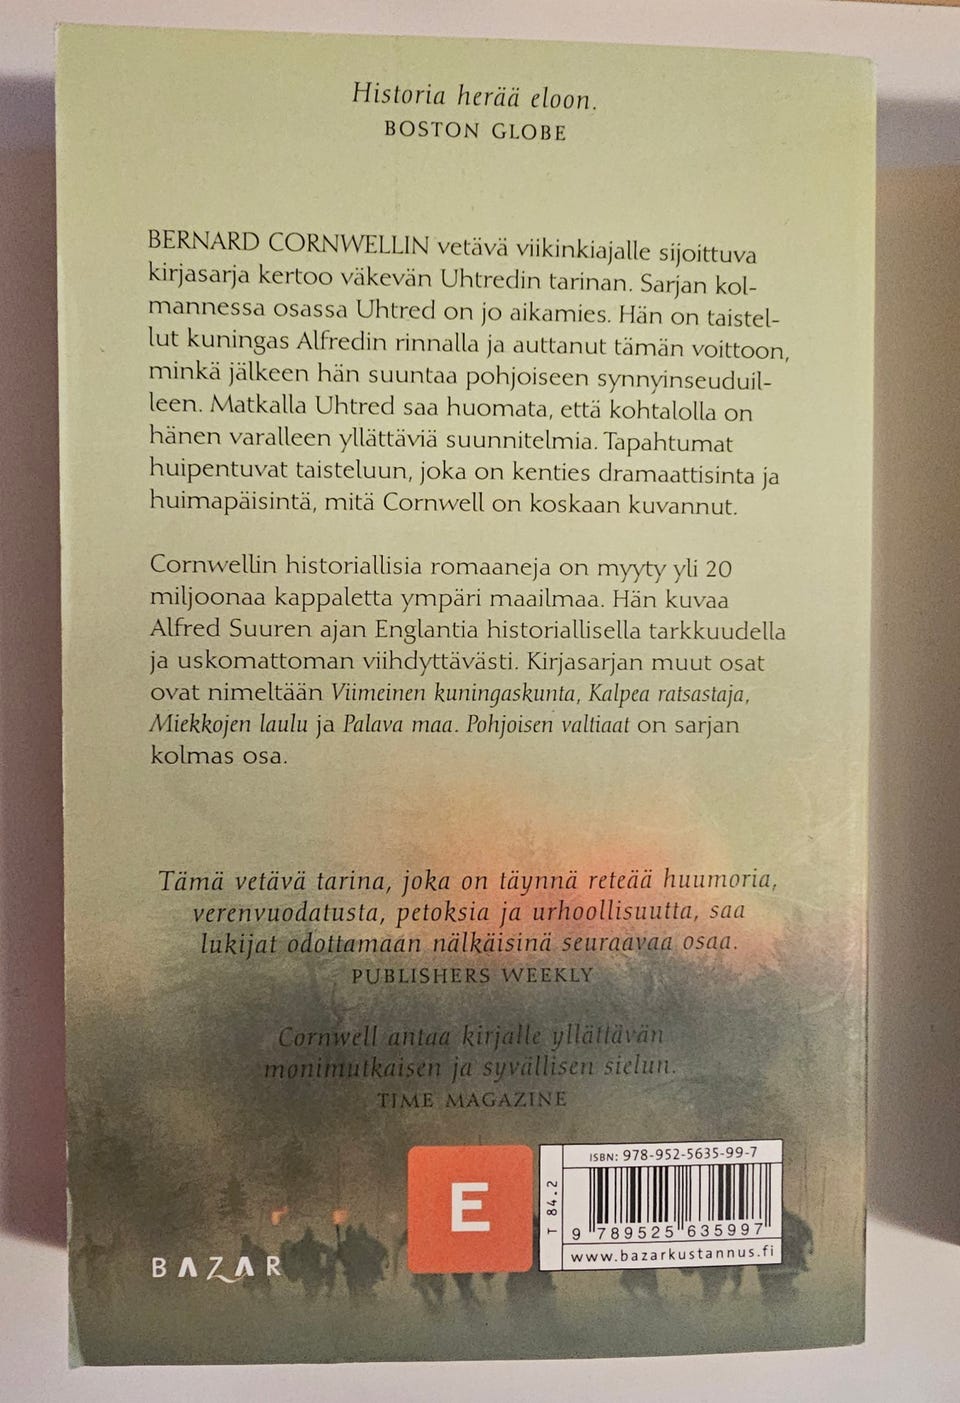 Historia herää eloon.
BOSTON GLOBE
BERNARD CORNWELLIN vetävä viikinkiajalle sijoittuva
kirjasarja kertoo väkevän Uhtredin tarinan. Sarjan kol-
mannessa osassa Uhtred on jo aikamies. Hän on taistel-
lut kuningas Alfredin rinnalla ja auttanut tämän voittoon,
minkä jälkeen hän suuntaa pohjoiseen synnyinseuduil-
leen. Matkalla Uhtred saa huomata, että kohtalolla on
hänen varalleen yllättäviä suunnitelmia. Tapahtumat
huipentuvat taisteluun, joka on kenties dramaattisinta ja
huimapäisintä, mitä Cornwell on koskaan kuvannut.
Cornwellin historiallisia romaaneja on myyty yli 20
miljoonaa kappaletta ympäri maailmaa. Hän kuvaa
Alfred Suuren ajan Englantia historiallisella tarkkuudella
ja uskomattoman viihdyttävästi. Kirjasarjan muut osat
ovat nimeltään Viimeinen kuningaskunta, Kalpea ratsastaja,
Miekkojen laulu ja Palava maa. Pohjoisen valtiaat on sarjan
kolmas osa.
Tämä vetävä tarina, joka on täynnä reteää huumoria,
verenvuodatusta, petoksia ja urhoollisuutta, saa
lukijat odottamaan nälkäisinä seuraavaa osaa.
PUBLISHERS WEEKLY
Cornwell antaa kirjalle yllättävän
monimutkaisen ja syvällisen sielun.
TIME MAGAZINE
BAZAR
E
T 84.2
ISBN: 978-952-5635-99-7
9 789525 635997
www.bazarkustannus.fi